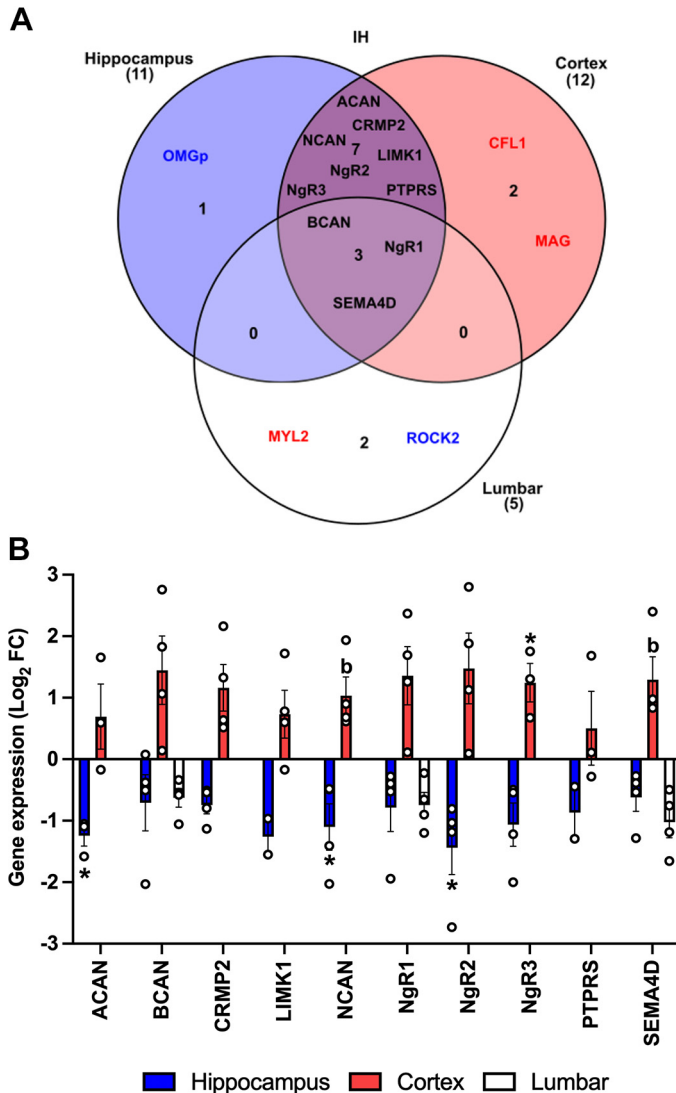 A
IH
Hippocampus
(11)
Cortex
(12)
ACAN
CRMP2
NCAN
7
LIMK1
NgR2
NgR3
PTPRS
OMGp
1
CFL1
2
MAG
BCAN
3
NgR1
SEMA4D
0
0
MYL2
2
ROCK2
Lumbar
(5)
B
Gene expression (Log2 FC)
3
2
1
0
-1
-2
-3
*
b
*
*
*
b
ACAN
BCAN
CRMP2
LIMK1
NCAN
NgR1
NgR2
NgR3
PTPRS
SEMA4D
Hippocampus
Cortex
Lumbar